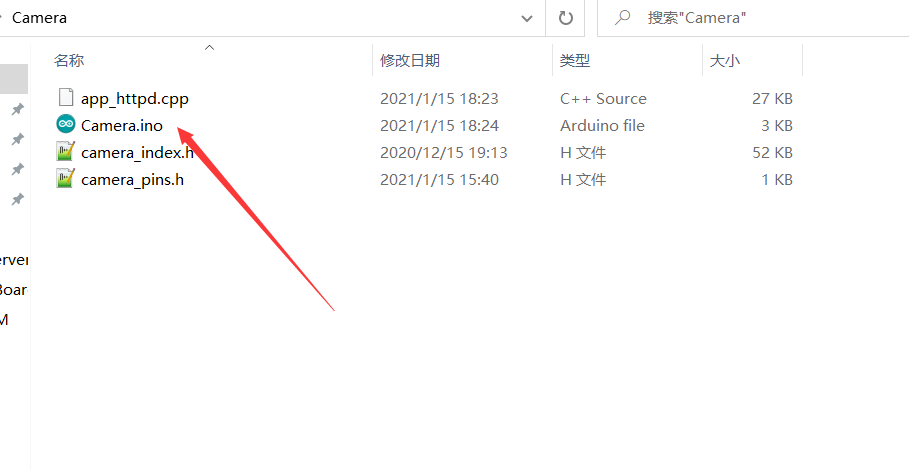 Camera
搜索"Camera"
名称 修改日期 类型 大小
app_httpd.cpp 2021/1/15 18:23 C++ Source 27 KB
Camera.ino 2021/1/15 18:24 Arduino file 3 KB
camera_index.h 2020/12/15 19:13 H 文件 52 KB
camera_pins.h 2021/1/15 15:40 H 文件 1 KB
erver
Boar
M